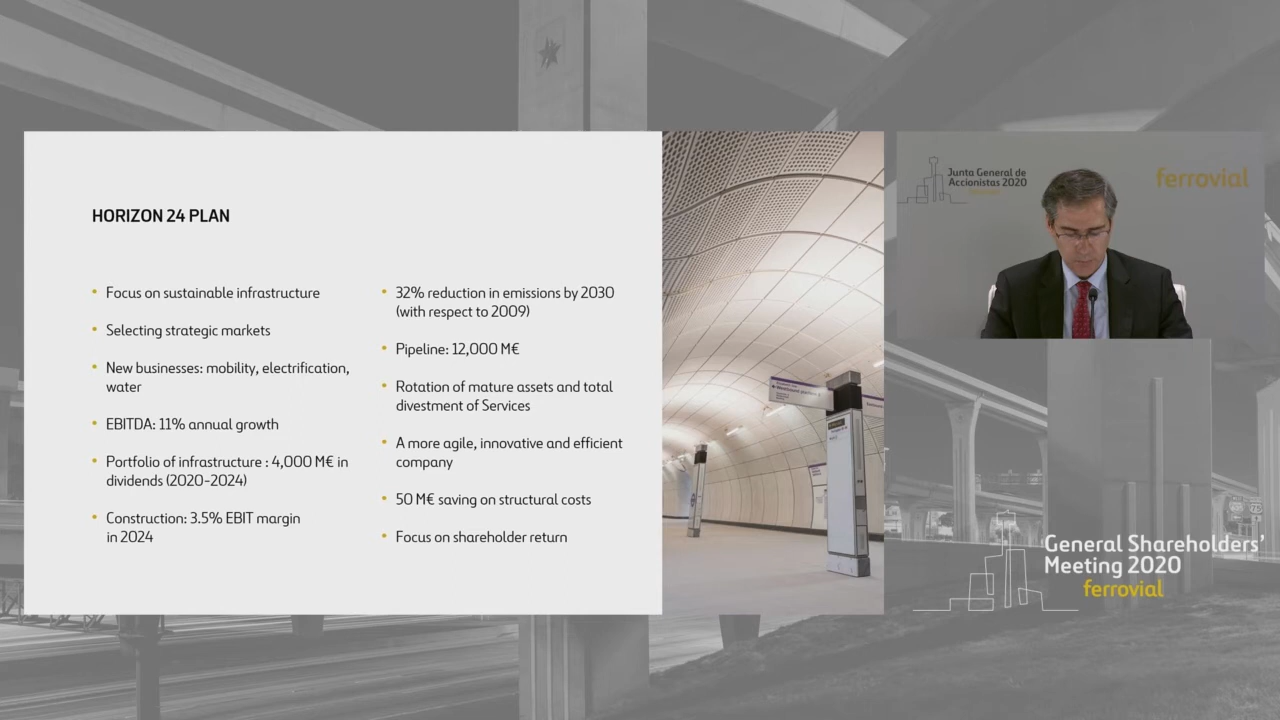 HORIZON 24 PLAN
• Focus on sustainable infrastructure
• Selecting strategic markets
• New businesses: mobility, electrification,
water
• EBITDA: 11% annual growth
• Portfolio of infrastructure : 4,000 M€ in
dividends (2020-2024)
• Construction: 3.5% EBIT margin
in 2024
• 32% reduction in emissions by 2030
(with respect to 2009)
• Pipeline: 12,000 M€
• Rotation of mature assets and total
divestment of Services
• A more agile, innovative and efficient
company
• 50 M€ saving on structural costs
• Focus on shareholder return
Junta General de
Accionistas 2020
ferrovial
ferrovial
General Shareholders’
Meeting 2020
ferrovial